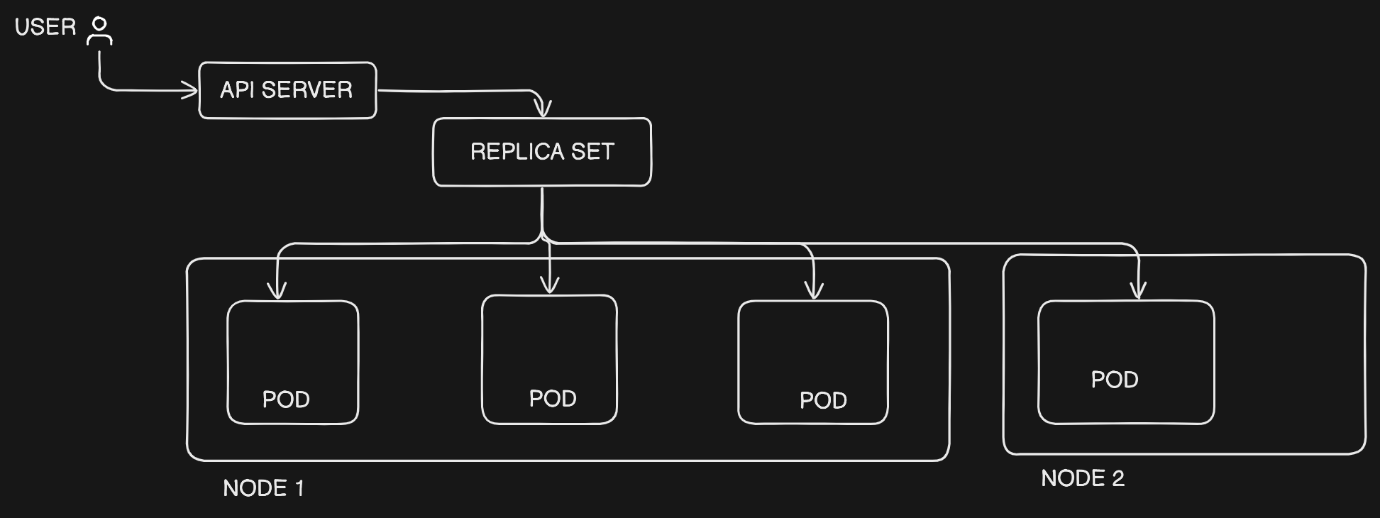 USER
API SERVER
REPLICA SET
POD
POD
POD
POD
NODE 1
NODE 2